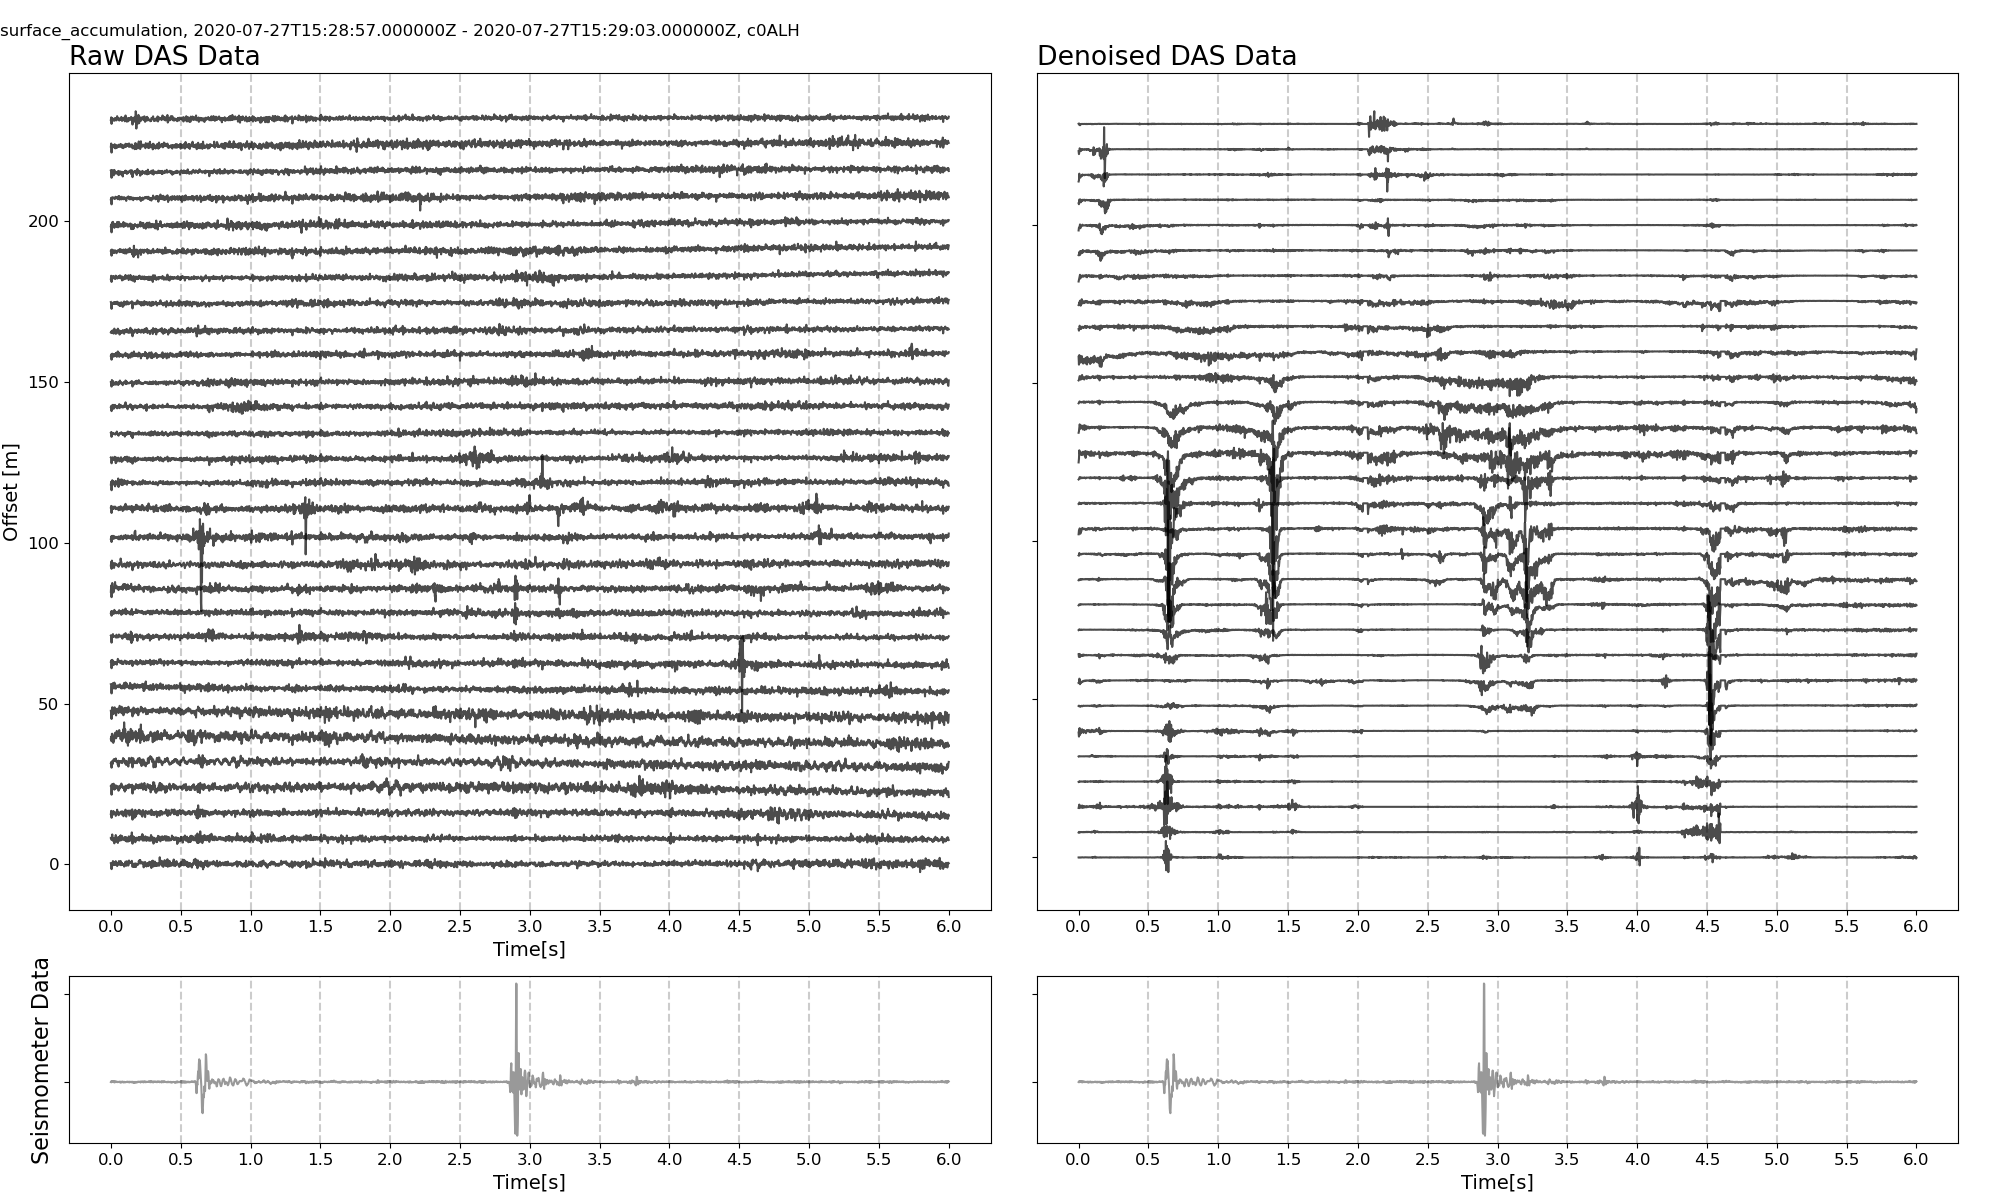 surface_accumulation, 2020-07-27T15:28:57.000000Z - 2020-07-27T15:29:03.000000Z, c0ALH
Raw DAS Data
Denoised DAS Data
Offset [m]
200
150
100
50
0
0.0 0.5 1.0 1.5 2.0 2.5 3.0 3.5 4.0 4.5 5.0 5.5 6.0
Time[s]
0.0 0.5 1.0 1.5 2.0 2.5 3.0 3.5 4.0 4.5 5.0 5.5 6.0
Seismometer Data
0.0 0.5 1.0 1.5 2.0 2.5 3.0 3.5 4.0 4.5 5.0 5.5 6.0
Time[s]
0.0 0.5 1.0 1.5 2.0 2.5 3.0 3.5 4.0 4.5 5.0 5.5 6.0
Time[s]